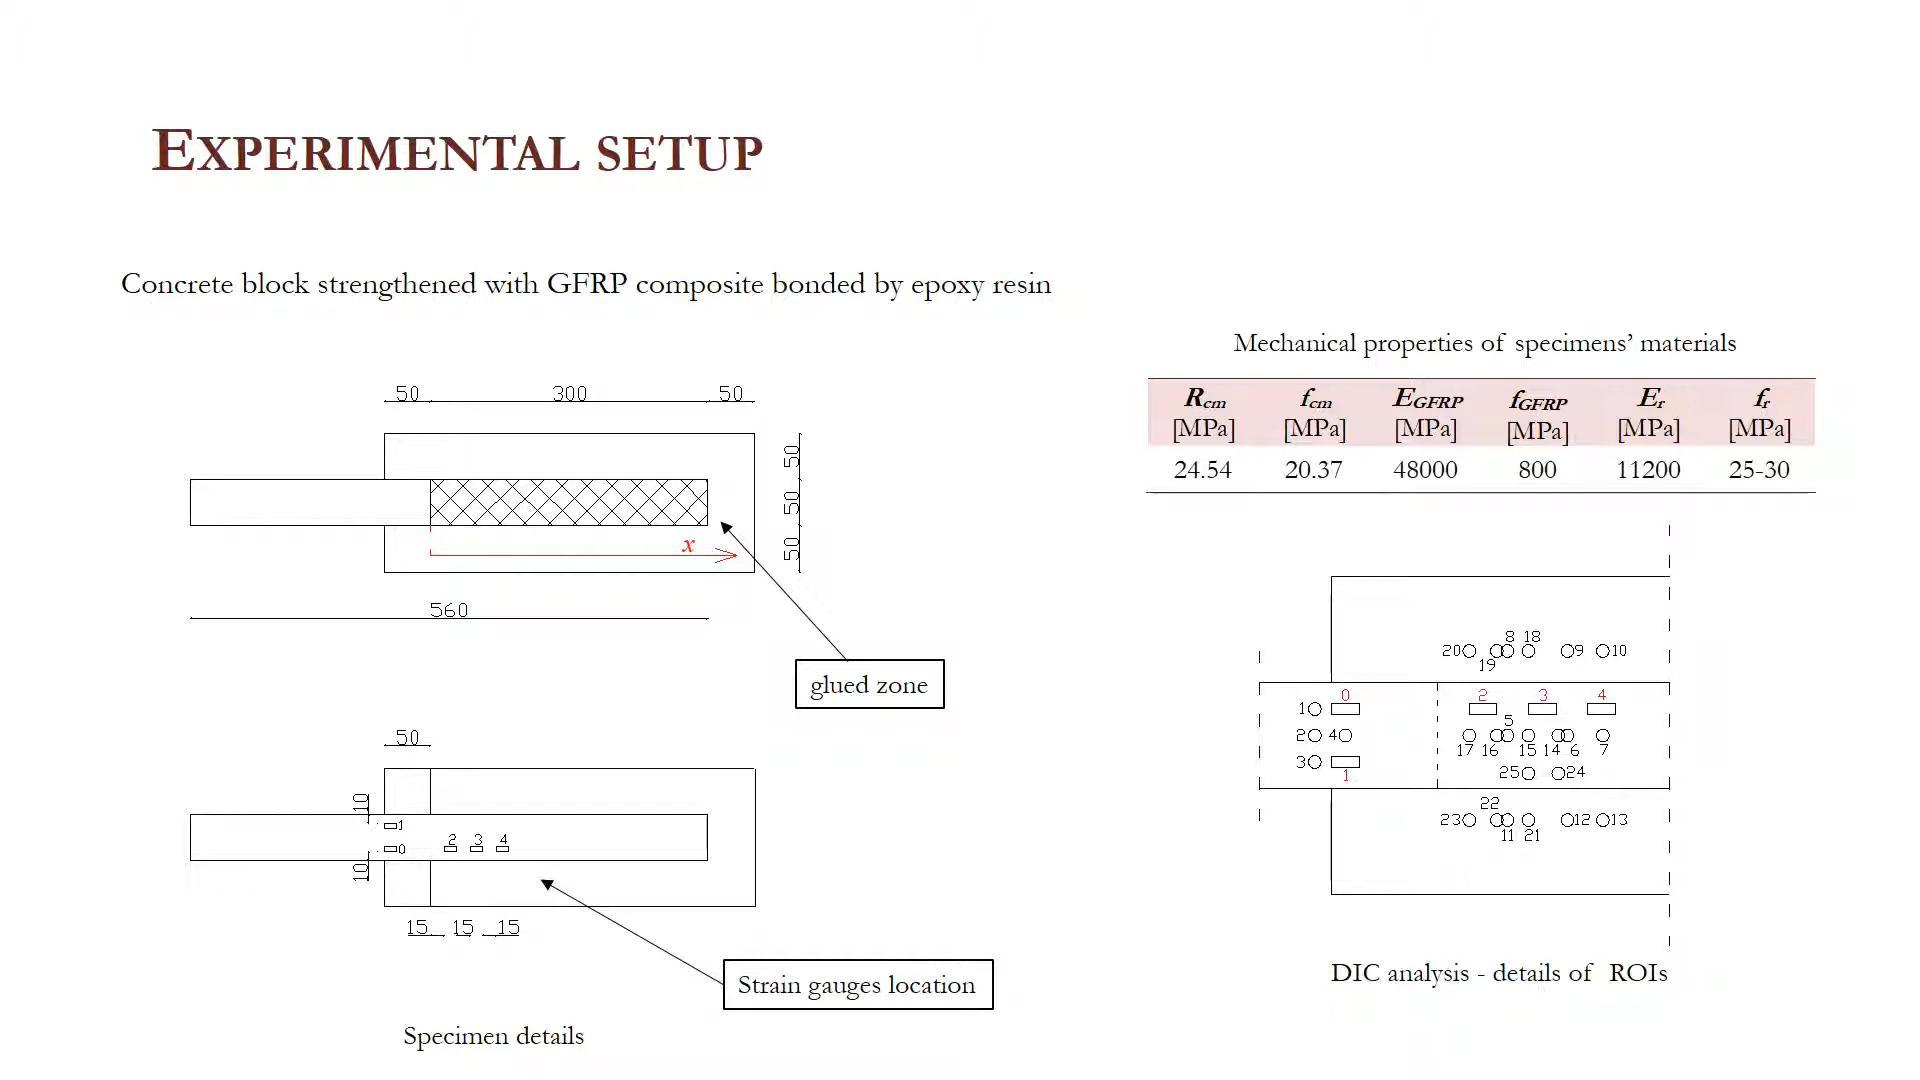 EXPERIMENTAL SETUP
Concrete block strengthened with GFRP composite bonded by epoxy resin
50 300 50
50
50
50
x
560
glued zone
50
10
10
1
0
2 3 4
15 15 15
Strain gauges location
Specimen details
Mechanical properties of specimens’ materials
Rcm fcm EGFRP fGFRP Er fr
[MPa] [MPa] [MPa] [MPa] [MPa] [MPa]
24.54 20.37 48000 800 11200 25-30
8 18
20 9 10
19
0 2 3 4
1
5
2 4
17 16 15 14 6 7
3
25 24
1
22
23 12 13
11 21
DIC analysis - details of ROIs